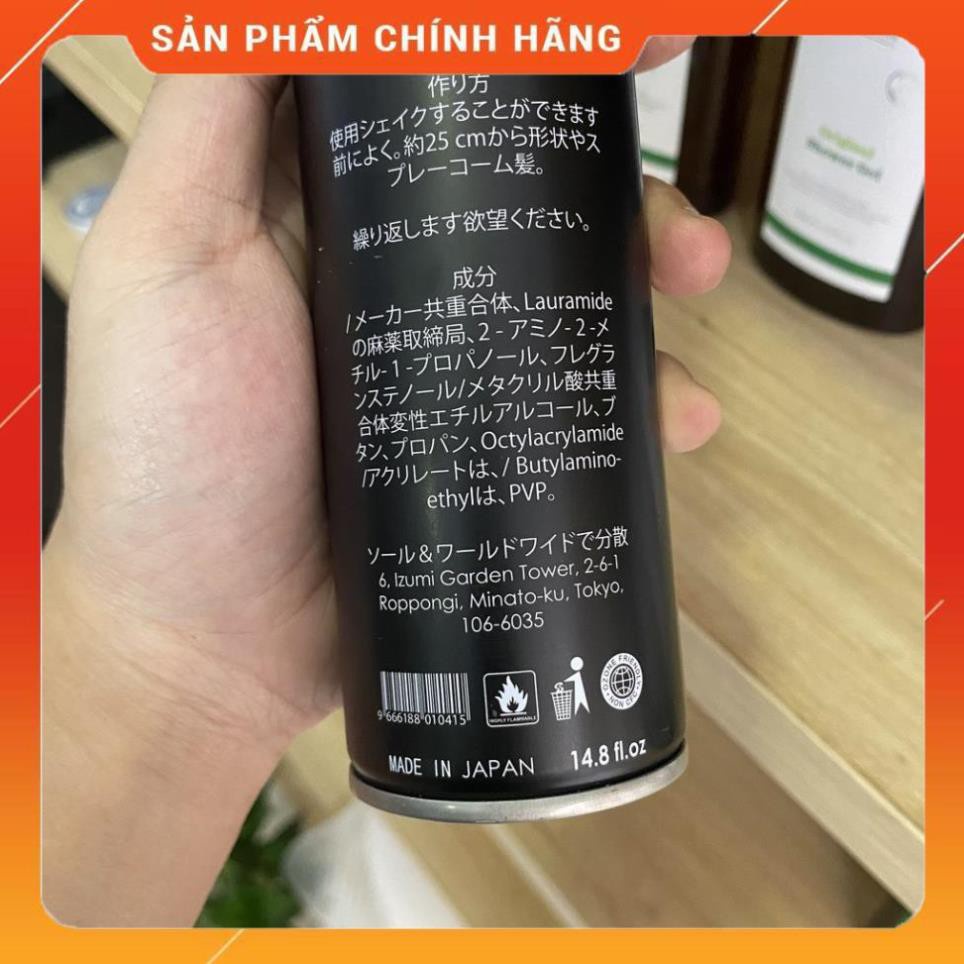 SẢN PHẨM CHÍNH HÃNG
作り方
使用シェイクすることができます
前によく。約25 cmから形状やス
プレーコーム髪。
繰り返します欲望ください。
成分
/メーカー共重合体、Lauramide
の麻薬取締局、2 - アミノ- 2 -メ
チル- 1 -プロパノール、フレグラ
ンステノール/メタクリル酸共重
合体変性エチルアルコール、ブ
タン、プロパン、Octylacrylamide
/アクリレートは、/ Butylamino-
ethylは、PVP。
ソール＆ワールドワイドで分散
6, Izumi Garden Tower, 2-6-1
Roppongi, Minato-ku, Tokyo,
106-6035
9 666188 010415
HIGHLY FLAMMABLE
OZONE FRIENDLY
NON CFC
MADE IN JAPAN 14.8 fl.oz
Original